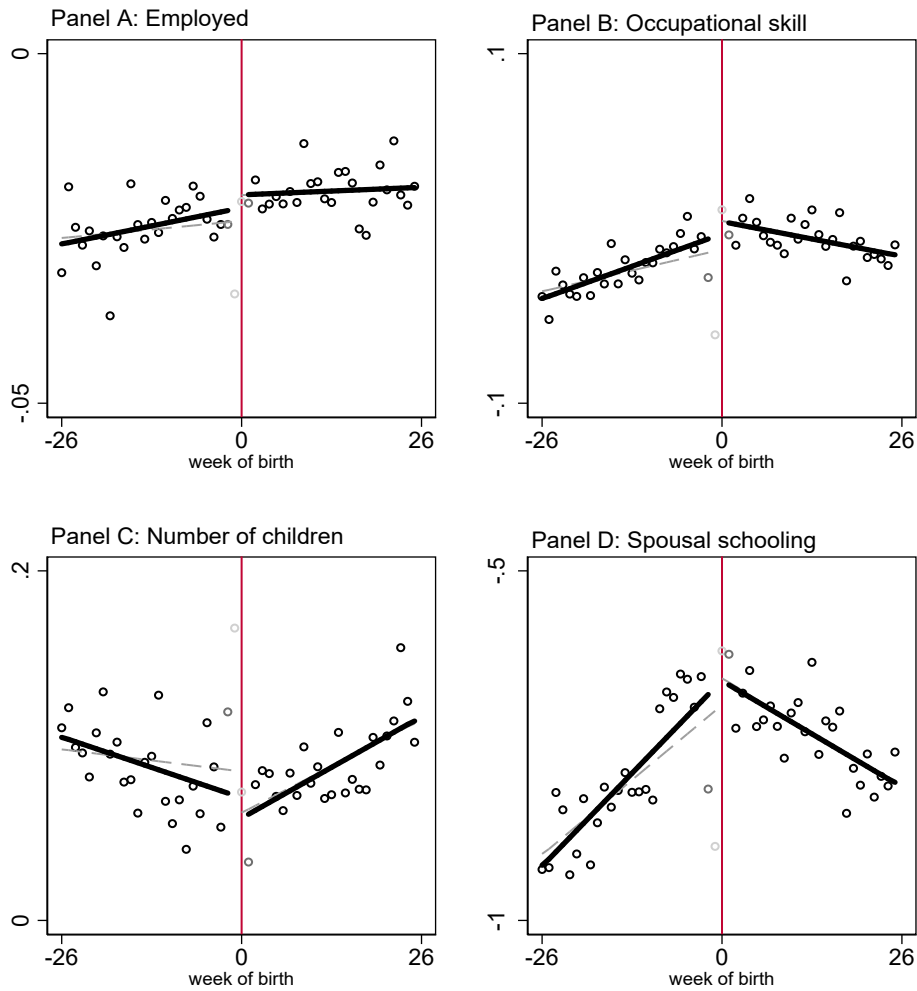 Panel A: Employed
0
-.05
-26 0 26
week of birth
Panel B: Occupational skill
.1
-.1
-26 0 26
week of birth
Panel C: Number of children
.2
0
-26 0 26
week of birth
Panel D: Spousal schooling
-.5
-1
-26 0 26
week of birth